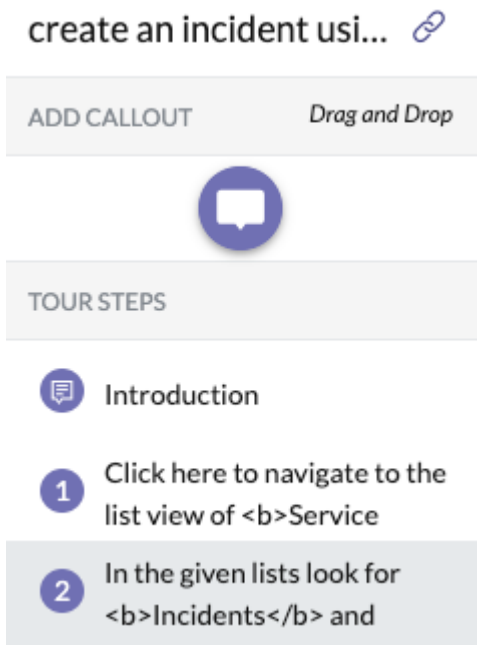 create an incident usi...
ADD CALLOUT Drag and Drop
TOUR STEPS
Introduction
1 Click here to navigate to the
list view of <b>Service
2 In the given lists look for
<b>Incidents</b> and